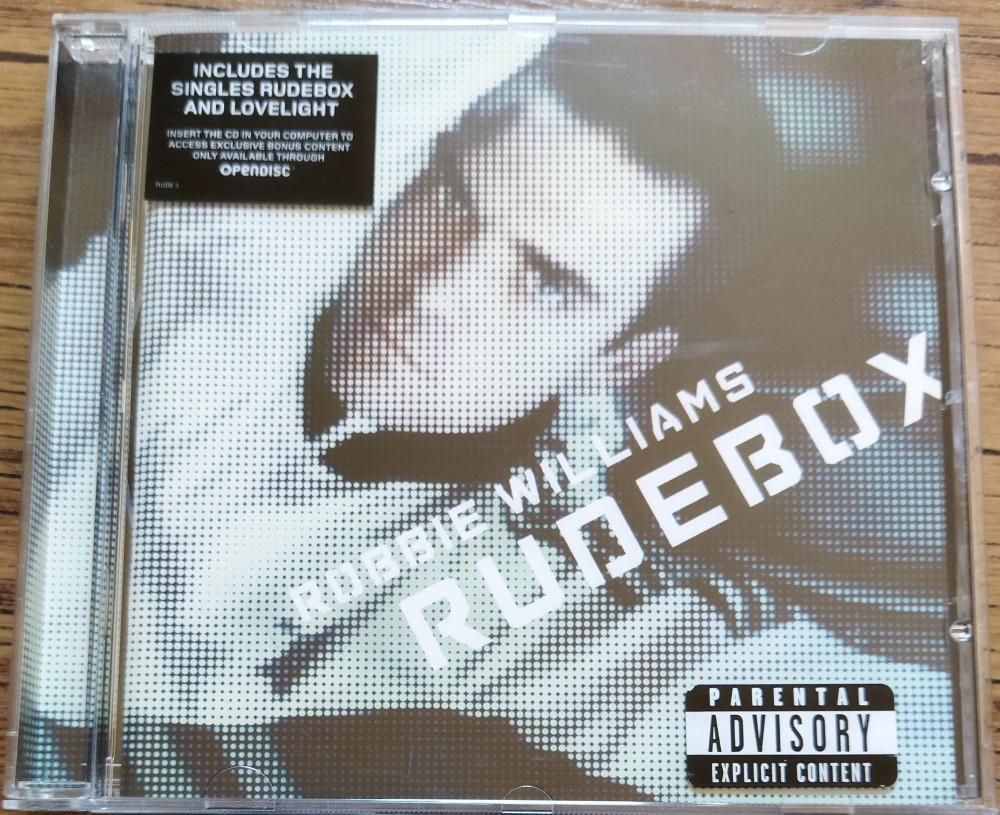 INCLUDES THE
SINGLES RUDEBOX
AND LOVELIGHT
INSERT THE CD IN YOUR COMPUTER TO
ACCESS EXCLUSIVE BONUS CONTENT
ONLY AVAILABLE THROUGH
OPENDISC
RUDE 1
ROBBIE WILLIAMS
RUDEBOX
PARENTAL
ADVISORY
EXPLICIT CONTENT